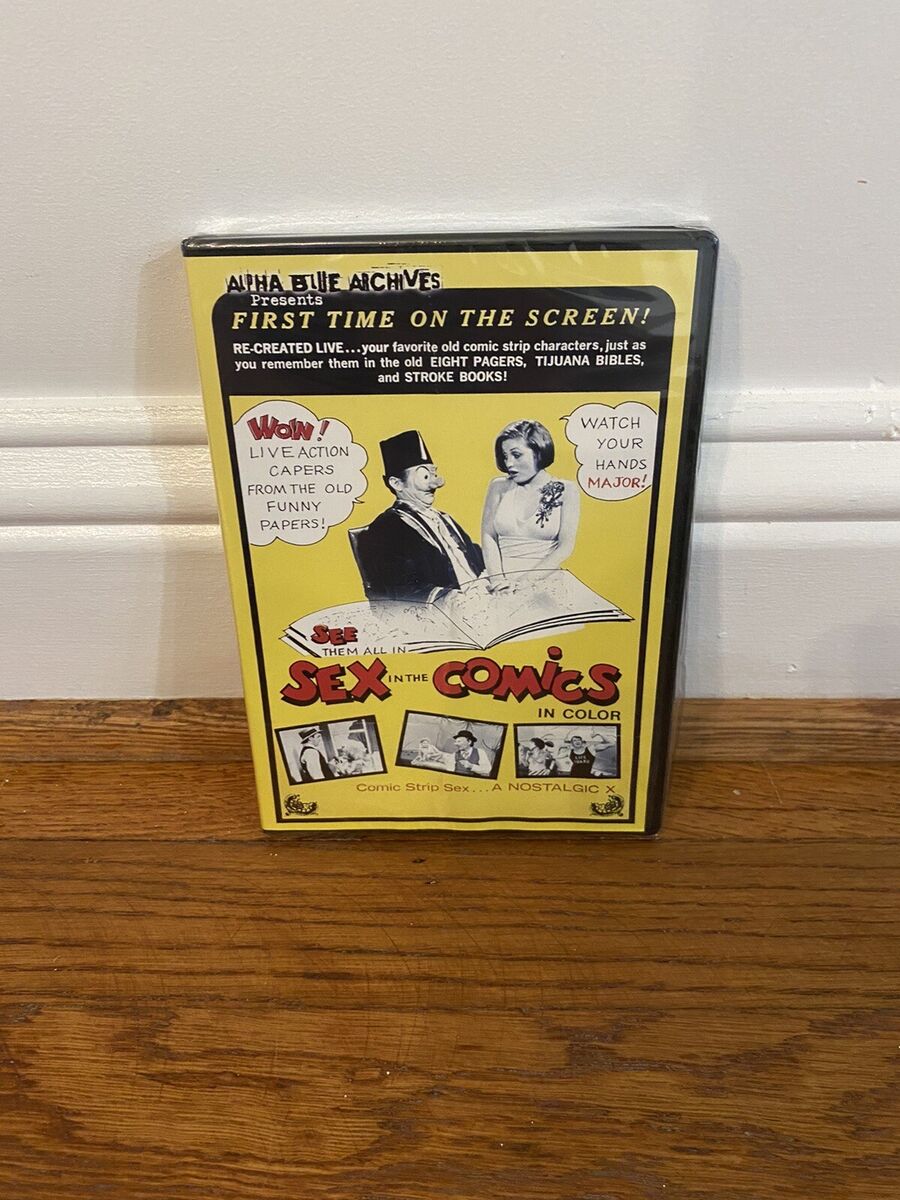 ALPHA BLUE ARCHIVES
Presents
FIRST TIME ON THE SCREEN!
RE-CREATED LIVE...your favorite old comic strip characters, just as
you remember them in the old EIGHT PAGERS, TIJUANA BIBLES,
and STROKE BOOKS!
WOW!
LIVE ACTION
CAPERS
FROM THE OLD
FUNNY
PAPERS!
WATCH
YOUR
HANDS
MAJOR!
SEE
THEM ALL IN
SEX IN THE COMICS
IN COLOR
LIFE
GUARD
Comic Strip Sex...A NOSTALGIC X